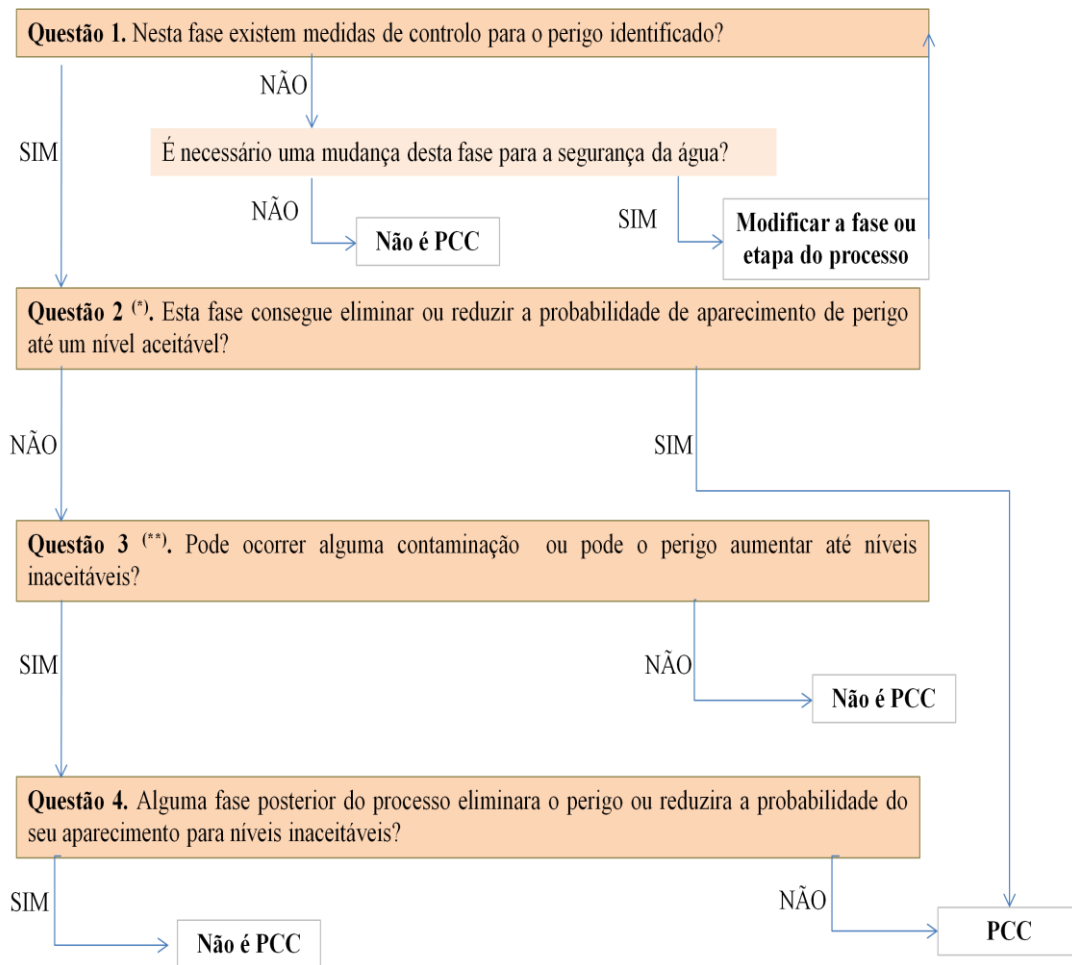 Questão 1. Nesta fase existem medidas de controlo para o perigo identificado?
NÃO
SIM
É necessário uma mudança desta fase para a segurança da água?
NÃO
SIM
Não é PCC
Modificar a fase ou
etapa do processo
Questão 2 (*). Esta fase consegue eliminar ou reduzir a probabilidade de aparecimento de perigo
até um nível aceitável?
NÃO
SIM
Questão 3 (**). Pode ocorrer alguma contaminação ou pode o perigo aumentar até níveis
inaceitáveis?
SIM
NÃO
Não é PCC
Questão 4. Alguma fase posterior do processo eliminara o perigo ou reduzira a probabilidade do
seu aparecimento para níveis inaceitáveis?
SIM
NÃO
Não é PCC
PCC